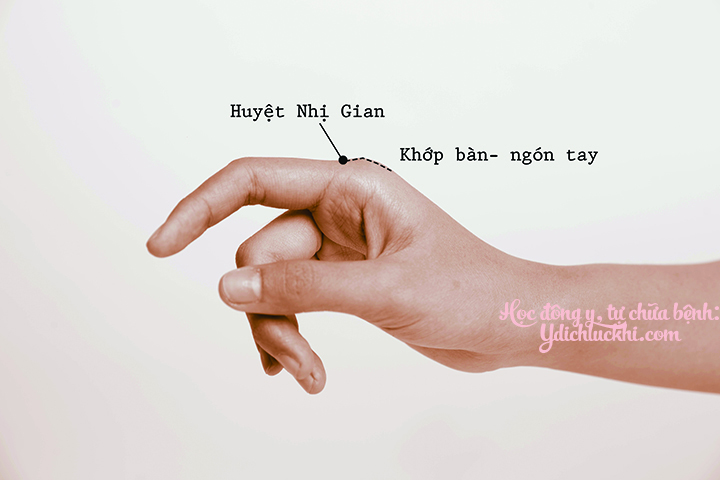 Huyệt Nhị Gian
Khớp bàn- ngón tay
Học đông y, tự chữa bệnh:
Ydichluckhi.com